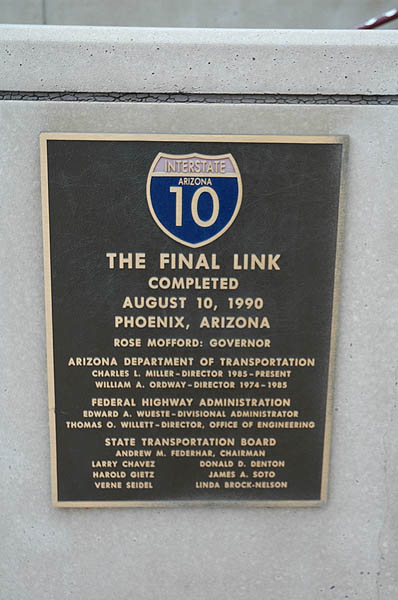 INTERSTATE
ARIZONA
10
THE FINAL LINK
COMPLETED
AUGUST 10, 1990
PHOENIX, ARIZONA
ROSE MOFFORD: GOVERNOR
ARIZONA DEPARTMENT OF TRANSPORTATION
CHARLES L. MILLER-DIRECTOR 1985-PRESENT
WILLIAM A. ORDWAY-DIRECTOR 1974-1985
FEDERAL HIGHWAY ADMINISTRATION
EDWARD A. WUESTE-DIVISIONAL ADMINISTRATOR
THOMAS O. WILLETT-DIRECTOR, OFFICE OF ENGINEERING
STATE TRANSPORTATION BOARD
ANDREW M. FEDERHAR, CHAIRMAN
LARRY CHAVEZ DONALD D. DENTON
HAROLD GIETZ JAMES A. SOTO
VERNE SEIDEL LINDA BROCK-NELSON